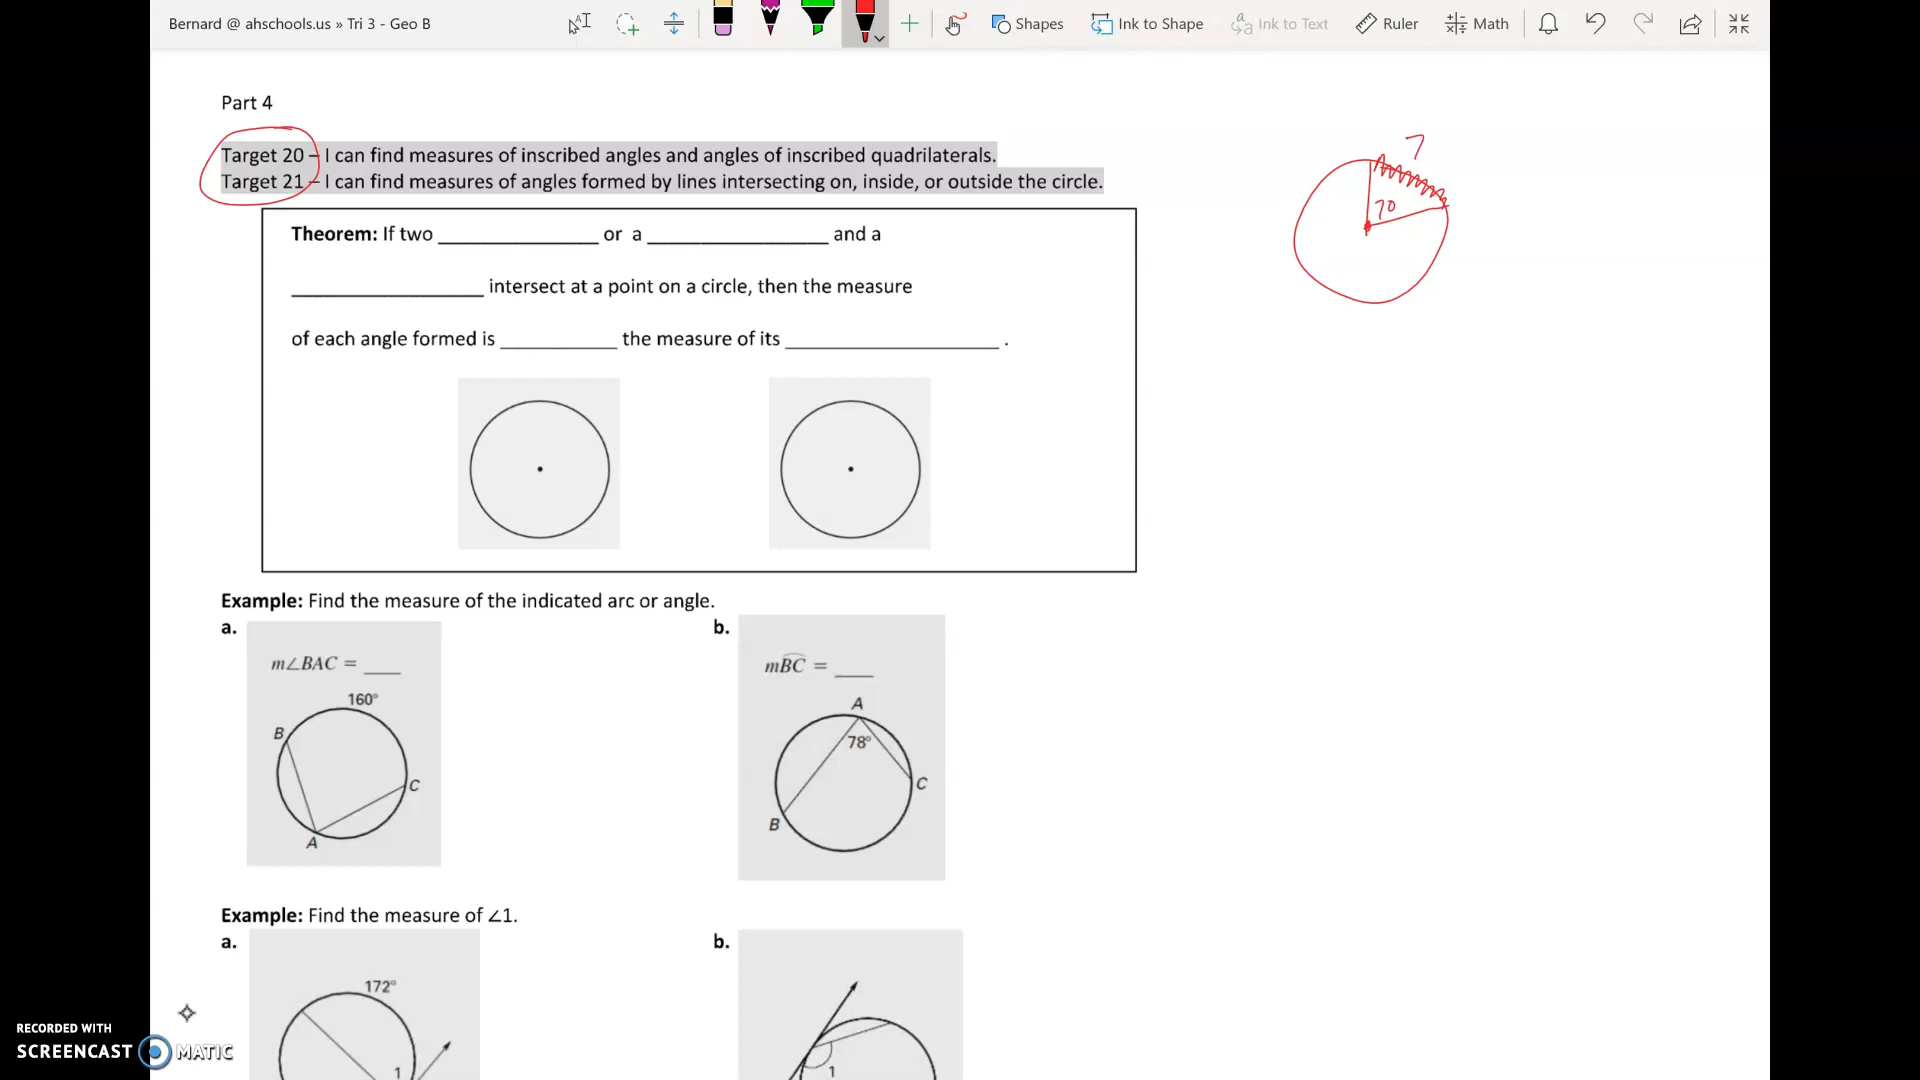 Bernard @ ahschools.us » Tri 3 - Geo B
Shapes
Ink to Shape
Ink to Text
Ruler
Math
Part 4
Target 20 – I can find measures of inscribed angles and angles of inscribed quadrilaterals.
Target 21 – I can find measures of angles formed by lines intersecting on, inside, or outside the circle.
7
70
Theorem: If two _______________ or a _________________ and a
__________________ intersect at a point on a circle, then the measure
of each angle formed is ___________ the measure of its ____________________ .
Example: Find the measure of the indicated arc or angle.
a.
m∠BAC = ____
160°
B
C
A
b.
mBC = ____
A
78°
C
B
Example: Find the measure of ∠1.
a.
172°
1
b.
1
RECORDED WITH
SCREENCAST MATIC